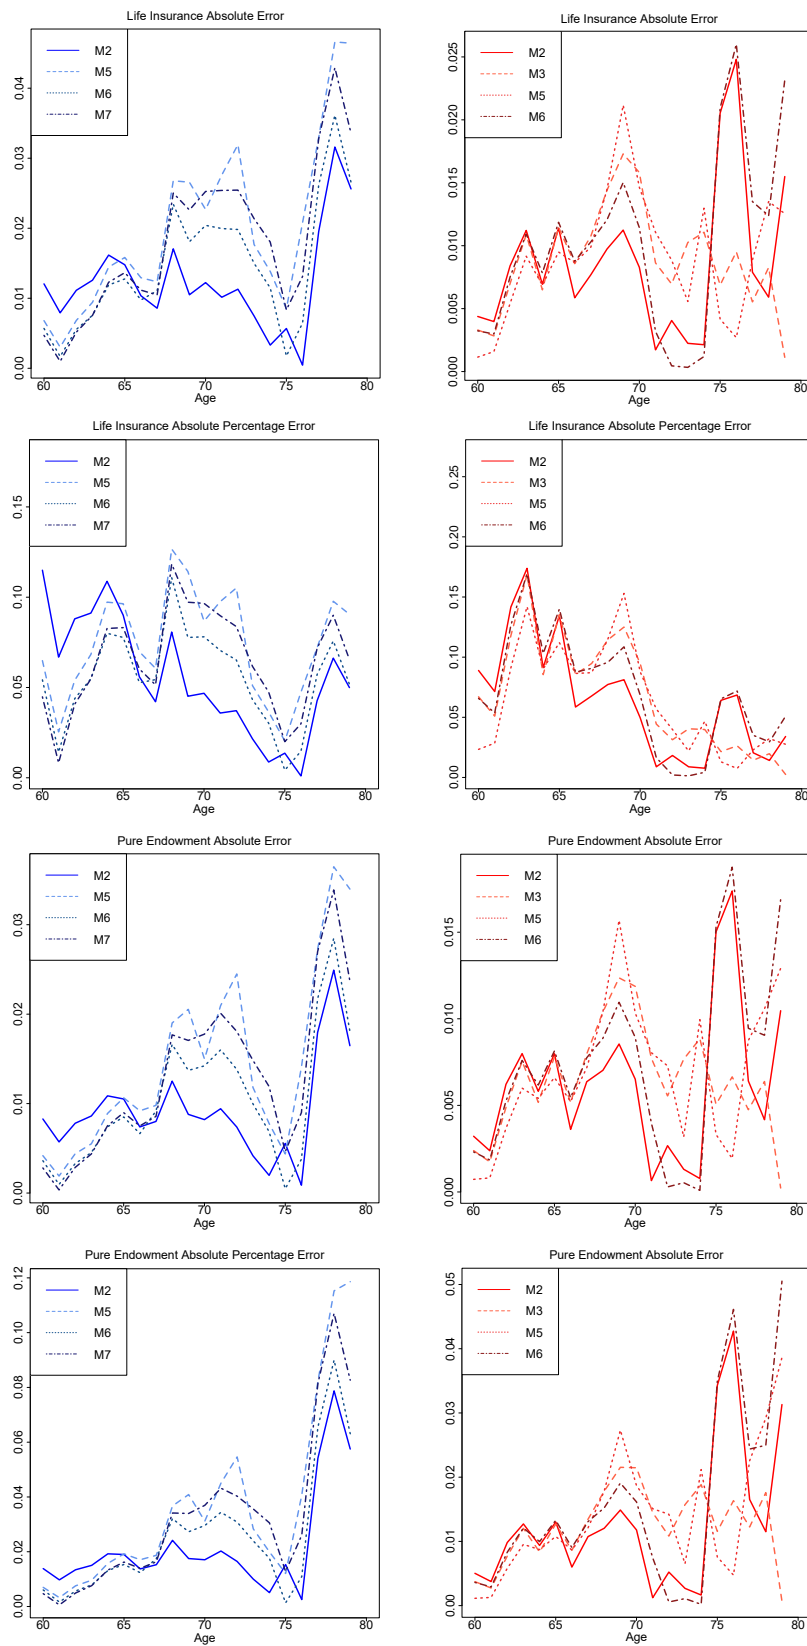 Life Insurance Absolute Error
M2
M5
M6
M7
0.00 0.01 0.02 0.03 0.04
60 65 70 75 80
Age
Life Insurance Absolute Error
M2
M3
M5
M6
0.000 0.005 0.010 0.015 0.020 0.025
60 65 70 75 80
Age
Life Insurance Absolute Percentage Error
M2
M5
M6
M7
0.00 0.05 0.10 0.15
60 65 70 75 80
Age
Life Insurance Absolute Percentage Error
M2
M3
M5
M6
0.00 0.05 0.10 0.15 0.20 0.25
60 65 70 75 80
Age
Pure Endowment Absolute Error
M2
M5
M6
M7
0.00 0.01 0.02 0.03
60 65 70 75 80
Age
Pure Endowment Absolute Error
M2
M3
M5
M6
0.000 0.005 0.010 0.015
60 65 70 75 80
Age
Pure Endowment Absolute Percentage Error
M2
M5
M6
M7
0.00 0.02 0.04 0.06 0.08 0.10 0.12
60 65 70 75 80
Age
Pure Endowment Absolute Error
M2
M3
M5
M6
0.00 0.01 0.02 0.03 0.04 0.05
60 65 70 75 80
Age